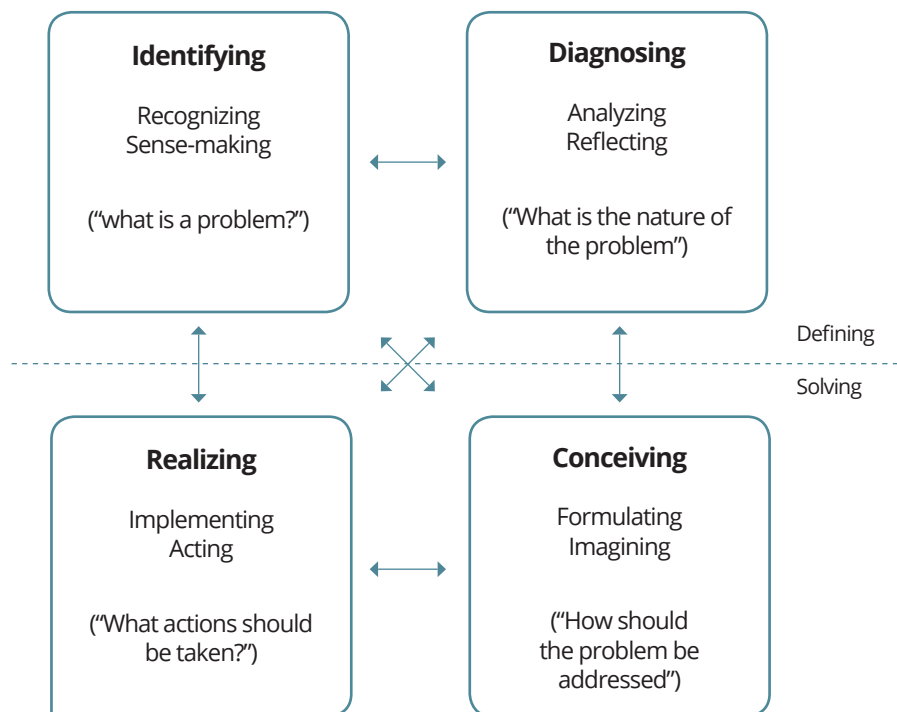 Identifying
Recognizing
Sense-making
(“what is a problem?”)
Diagnosing
Analyzing
Reflecting
(“What is the nature of
the problem”)
Defining
Solving
Realizing
Implementing
Acting
(“What actions should
be taken?”)
Conceiving
Formulating
Imagining
(“How should
the problem be
addressed”)